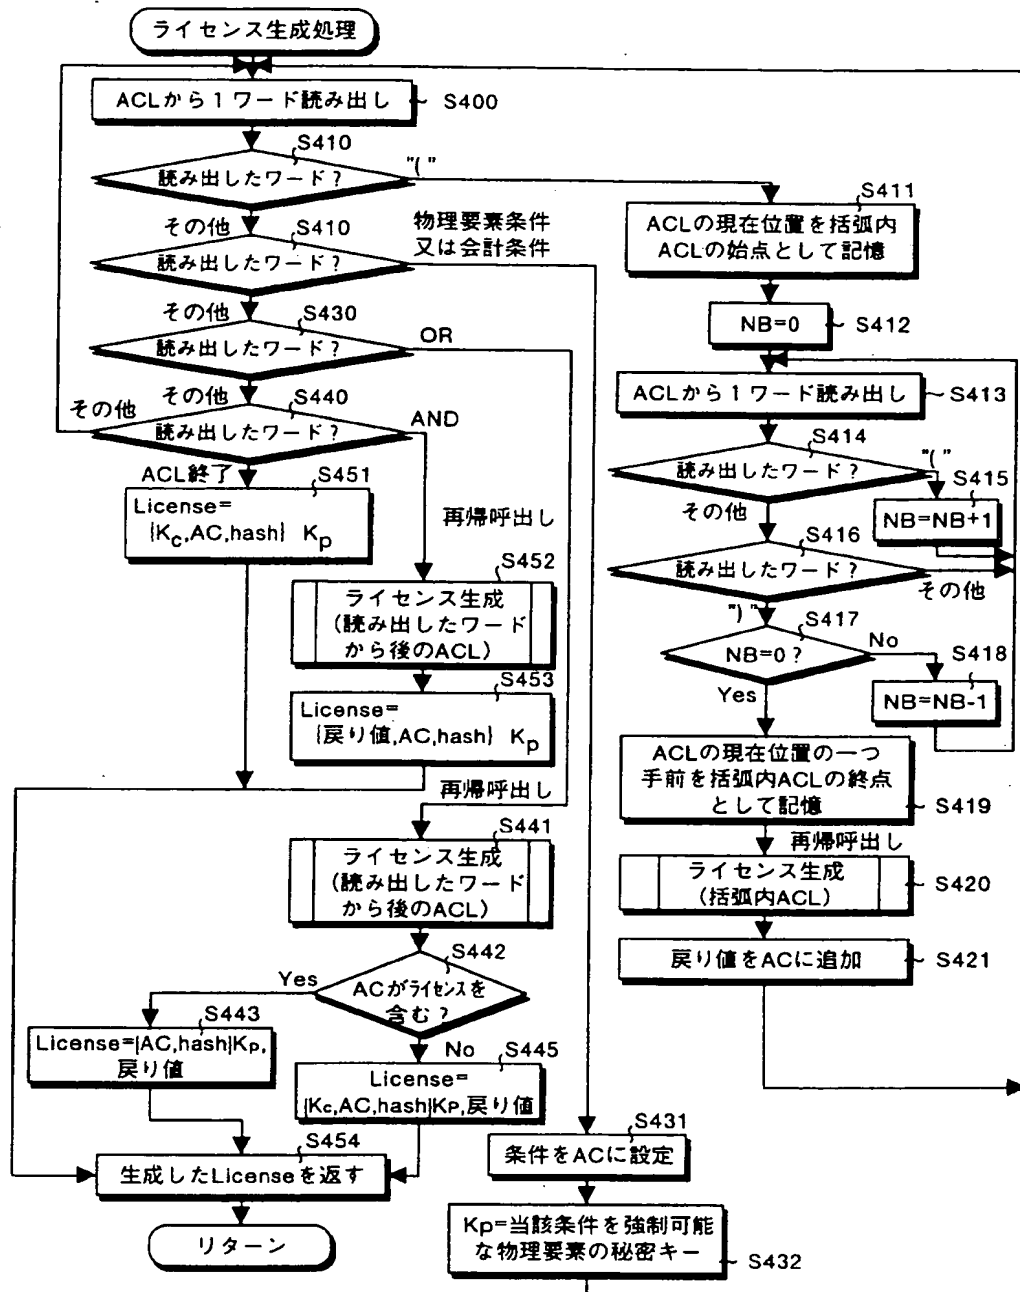 ライセンス生成処理
ACLから1ワード読み出し
S400
S410
読み出したワード?
"("
その他
S410
読み出したワード?
物理要素条件
又は会計条件
その他
S430
読み出したワード?
OR
その他
S440
読み出したワード?
その他
AND
ACL終了
S451
License=
{Kc,AC,hash} Kp
再帰呼出し
S452
ライセンス生成
(読み出したワード
から後のACL)
S453
License=
{戻り値,AC,hash} Kp
再帰呼出し
S441
ライセンス生成
(読み出したワード
から後のACL)
S442
ACがライセンスを
含む?
Yes
No
S443
License={AC,hash}Kp,
戻り値
S445
License=
{Kc,AC,hash}Kp,戻り値
S454
生成したLicenseを返す
リターン
S411
ACLの現在位置を括弧内
ACLの始点として記憶
NB=0
S412
ACLから1ワード読み出し
S413
S414
読み出したワード?
"("
S415
NB=NB+1
その他
S416
読み出したワード?
その他
")"
S417
NB=0?
No
S418
NB=NB-1
Yes
ACLの現在位置の一つ
手前を括弧内ACLの終点
として記憶
S419
再帰呼出し
ライセンス生成
(括弧内ACL)
S420
戻り値をACに追加
S421
S431
条件をACに設定
Kp=当該条件を強制可能
な物理要素の秘密キー
S432